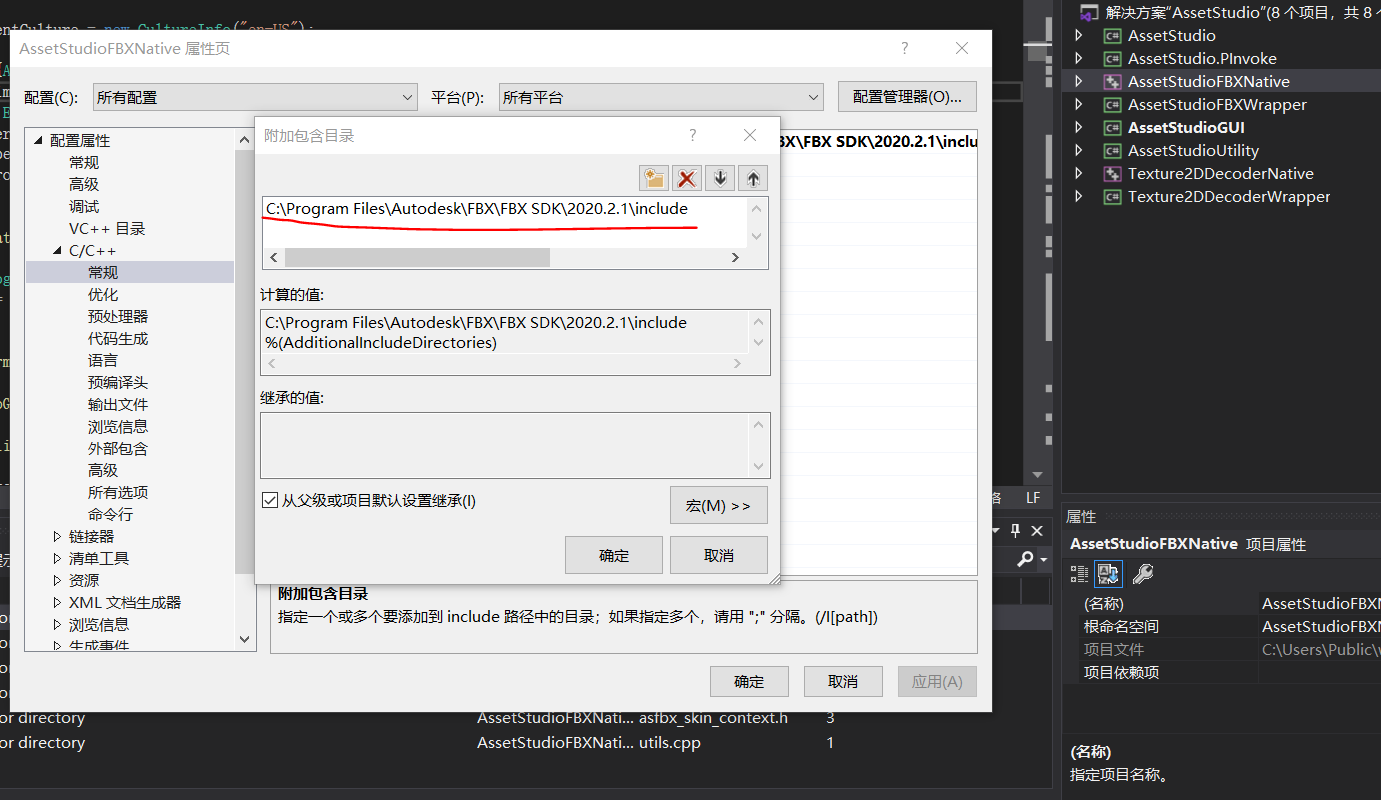 entCulture = new CultureInfo("en-US");
AssetStudioFBXNative 属性页
?
配置(C):
所有配置
平台(P):
所有平台
配置管理器(O)...
配置属性
常规
高级
调试
VC++ 目录
C/C++
常规
优化
预处理器
代码生成
语言
预编译头
输出文件
浏览信息
外部包含
高级
所有选项
命令行
链接器
清单工具
资源
XML 文档生成器
浏览信息
生成事件
BX\FBX SDK\2020.2.1\inclu
附加包含目录
?
C:\Program Files\Autodesk\FBX\FBX SDK\2020.2.1\include
计算的值:
C:\Program Files\Autodesk\FBX\FBX SDK\2020.2.1\include
%(AdditionalIncludeDirectories)
继承的值:
从父级或项目默认设置继承(I)
宏(M) >>
确定
取消
附加包含目录
指定一个或多个要添加到 include 路径中的目录；如果指定多个，请用 ";" 分隔。(/I[path])
确定
取消
应用(A)
or directory
AssetStudioFBXNati...
asfbx_skin_context.h
3
or directory
AssetStudioFBXNati...
utils.cpp
1
LF
解决方案"AssetStudio"(8 个项目，共 8
AssetStudio
AssetStudio.PInvoke
AssetStudioFBXNative
AssetStudioFBXWrapper
AssetStudioGUI
AssetStudioUtility
Texture2DDecoderNative
Texture2DDecoderWrapper
属性
AssetStudioFBXNative 项目属性
(名称)
AssetStudioFBXN
根命名空间
AssetStudioFBXN
项目文件
C:\Users\Public\v
项目依赖项
(名称)
指定项目名称。